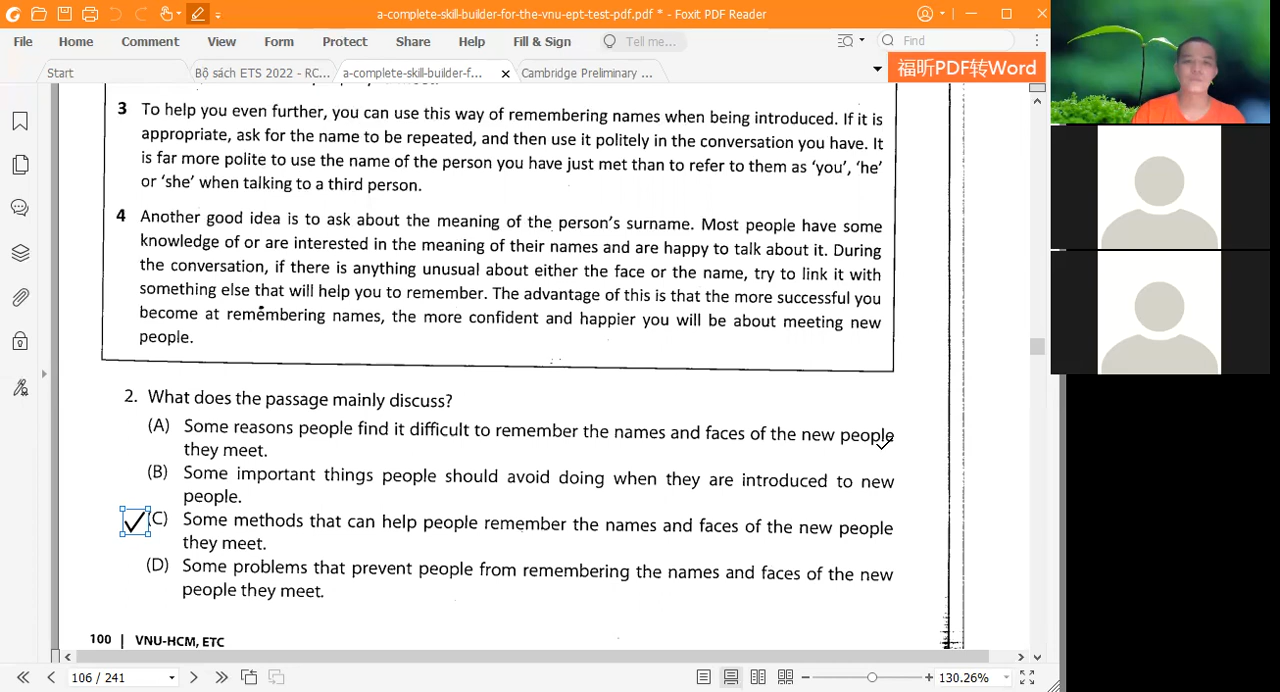 a-complete-skill-builder-for-the-vnu-ept-test-pdf.pdf * - Foxit PDF Reader
File Home Comment View Form Protect Share Help Fill & Sign Tell me... Find
Start Bộ sách ETS 2022 - RC... a-complete-skill-builder-f... Cambridge Preliminary ... 福昕PDF转Word
3 To help you even further, you can use this way of remembering names when being introduced. If it is
appropriate, ask for the name to be repeated, and then use it politely in the conversation you have. It
is far more polite to use the name of the person you have just met than to refer to them as ‘you’, ‘he’
or ‘she’ when talking to a third person.
4 Another good idea is to ask about the meaning of the person’s surname. Most people have some
knowledge of or are interested in the meaning of their names and are happy to talk about it. During
the conversation, if there is anything unusual about either the face or the name, try to link it with
something else that will help you to remember. The advantage of this is that the more successful you
become at remembering names, the more confident and happier you will be about meeting new
people.
2. What does the passage mainly discuss?
(A) Some reasons people find it difficult to remember the names and faces of the new people
they meet.
(B) Some important things people should avoid doing when they are introduced to new
people.
(C) Some methods that can help people remember the names and faces of the new people
they meet.
(D) Some problems that prevent people from remembering the names and faces of the new
people they meet.
100 | VNU-HCM, ETC
106 / 241 130.26%